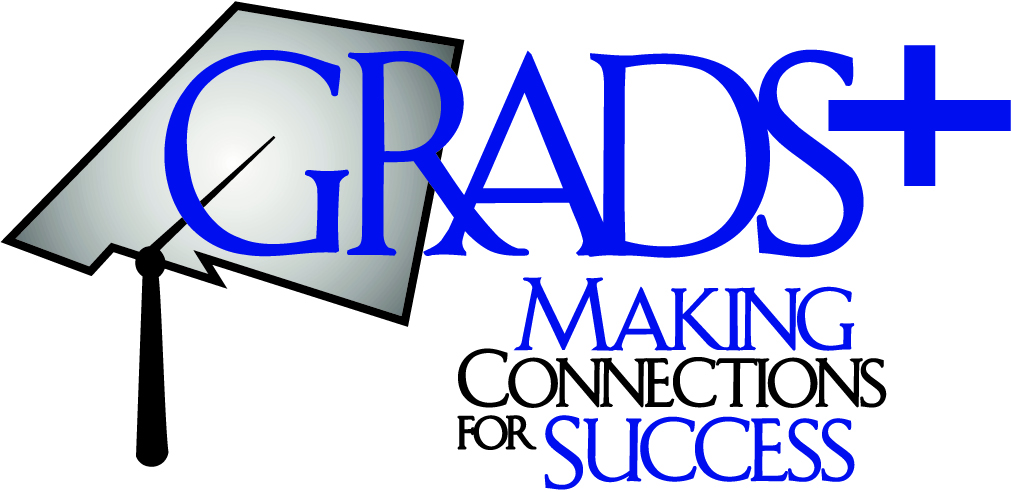 GRADS+
MAKING
CONNECTIONS
FOR SUCCESS